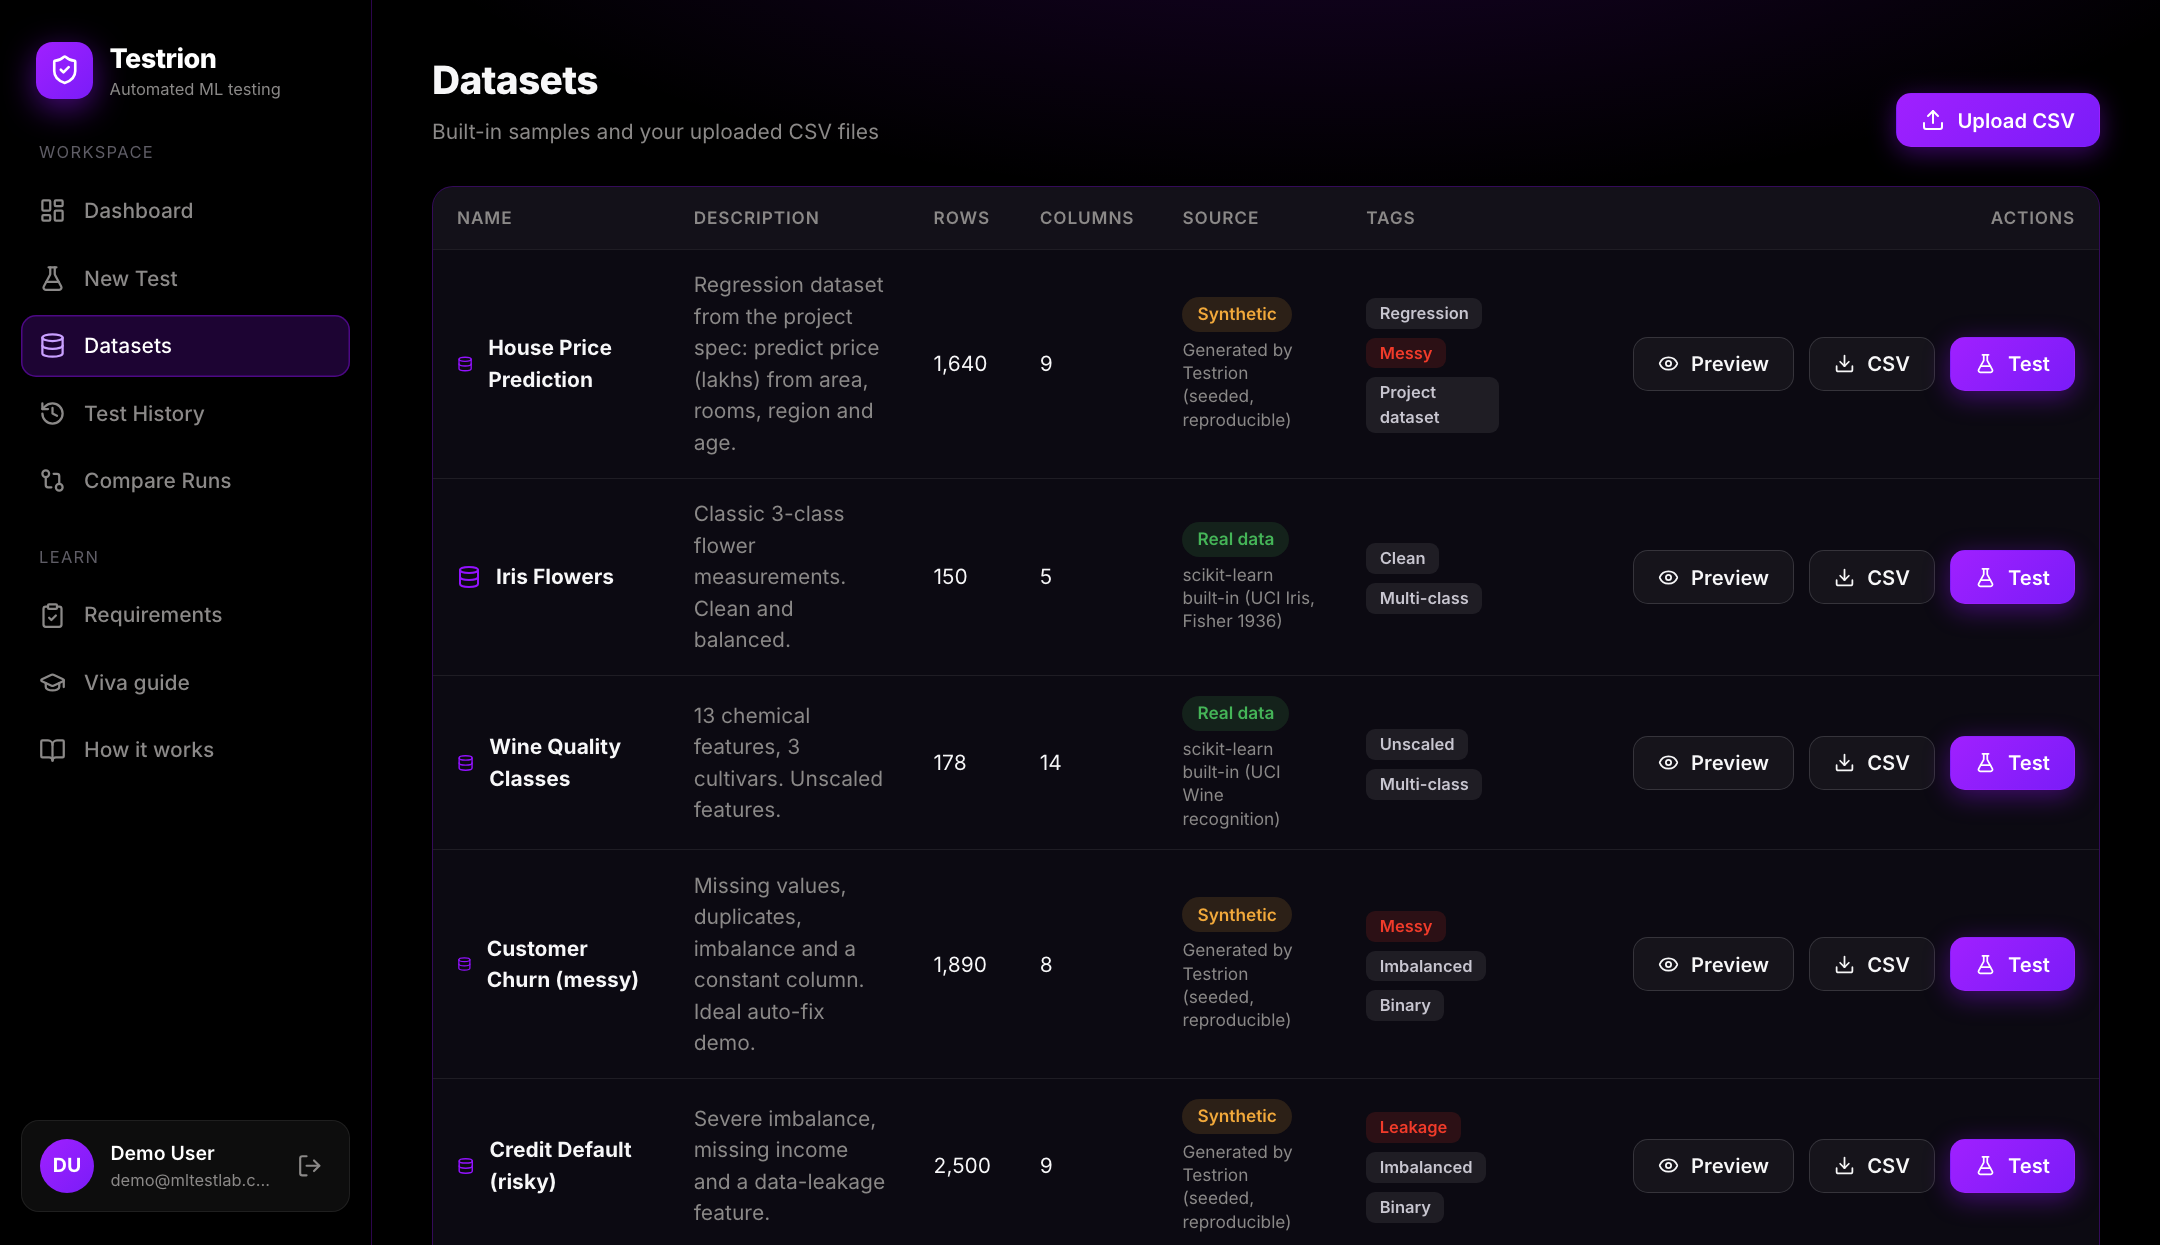 Testrion
Automated ML testing
WORKSPACE
Dashboard
New Test
Datasets
Test History
Compare Runs
LEARN
Requirements
Viva guide
How it works
DU
Demo User
demo@mltestlab.c...
Datasets
Built-in samples and your uploaded CSV files
Upload CSV
NAME DESCRIPTION ROWS COLUMNS SOURCE TAGS ACTIONS
House Price
Prediction
Regression dataset
from the project
spec: predict price
(lakhs) from area,
rooms, region and
age.
1,640
9
Synthetic
Generated by
Testrion
(seeded,
reproducible)
Regression
Messy
Project
dataset
Preview
CSV
Test
Iris Flowers
Classic 3-class
flower
measurements.
Clean and
balanced.
150
5
Real data
scikit-learn
built-in (UCI Iris,
Fisher 1936)
Clean
Multi-class
Preview
CSV
Test
Wine Quality
Classes
13 chemical
features, 3
cultivars. Unscaled
features.
178
14
Real data
scikit-learn
built-in (UCI
Wine
recognition)
Unscaled
Multi-class
Preview
CSV
Test
Customer
Churn (messy)
Missing values,
duplicates,
imbalance and a
constant column.
Ideal auto-fix
demo.
1,890
8
Synthetic
Generated by
Testrion
(seeded,
reproducible)
Messy
Imbalanced
Binary
Preview
CSV
Test
Credit Default
(risky)
Severe imbalance,
missing income
and a data-leakage
feature.
2,500
9
Synthetic
Generated by
Testrion
(seeded,
reproducible)
Leakage
Imbalanced
Binary
Preview
CSV
Test